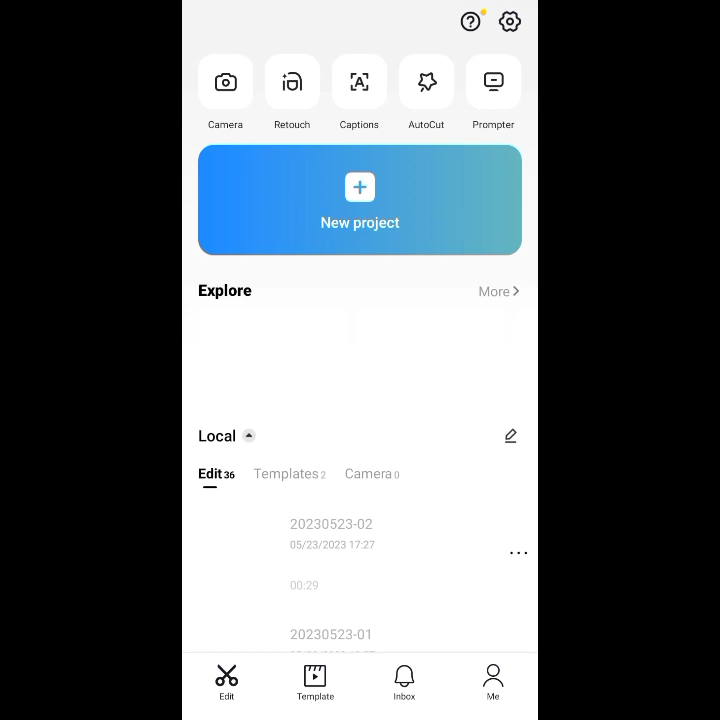 Camera Retouch Captions AutoCut Prompter
New project
Explore More
Local
Edit 36 Templates 2 Camera 0
20230523-02
05/23/2023 17:27
00:29
20230523-01
Edit Template Inbox Me